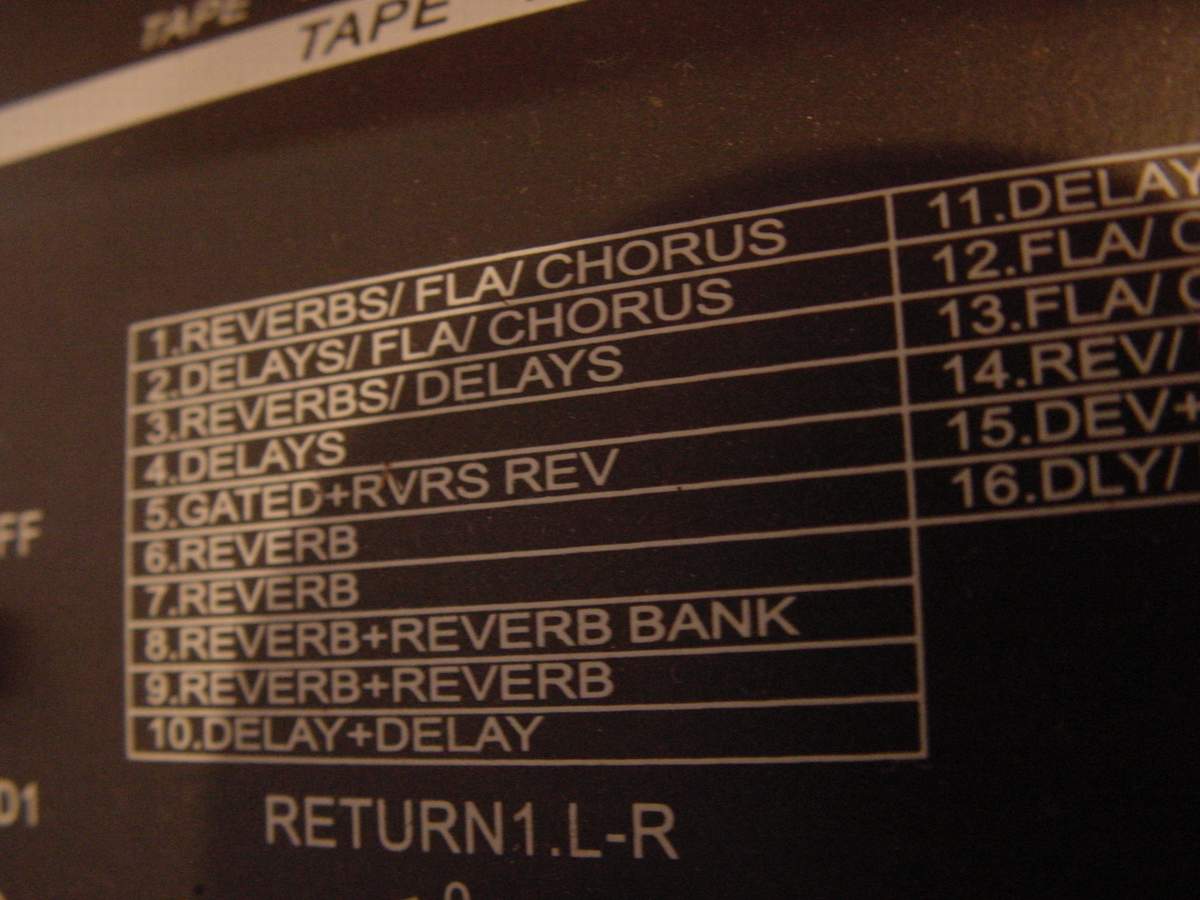 TAPE
TAPE
1.REVERBS/ FLA/ CHORUS
2.DELAYS/ FLA/ CHORUS
3.REVERBS/ DELAYS
4.DELAYS
5.GATED+RVRS REV
6.REVERB
7.REVERB
8.REVERB+REVERB BANK
9.REVERB+REVERB
10.DELAY+DELAY
11.DELAY
12.FLA/ C
13.FLA/ C
14.REV/
15.DEV+
16.DLY/
FF
D1
RETURN1.L-R
0